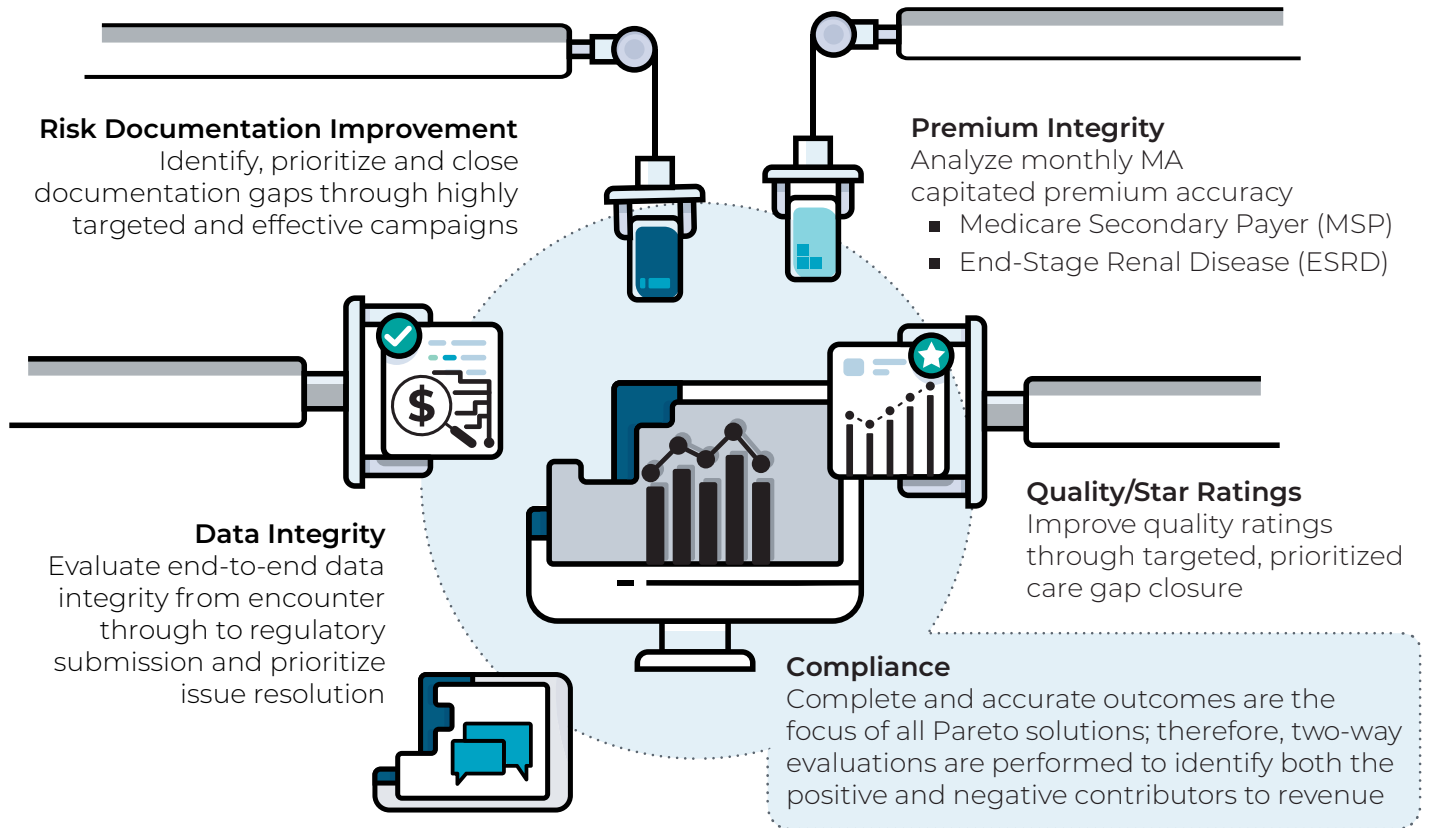 Risk Documentation Improvement
Identify, prioritize and close
documentation gaps through highly
targeted and effective campaigns
Premium Integrity
Analyze monthly MA
capitated premium accuracy
▪ Medicare Secondary Payer (MSP)
▪ End-Stage Renal Disease (ESRD)
$
Data Integrity
Evaluate end-to-end data
integrity from encounter
through to regulatory
submission and prioritize
issue resolution
Quality/Star Ratings
Improve quality ratings
through targeted, prioritized
care gap closure
Compliance
Complete and accurate outcomes are the
focus of all Pareto solutions; therefore, two-way
evaluations are performed to identify both the
positive and negative contributors to revenue